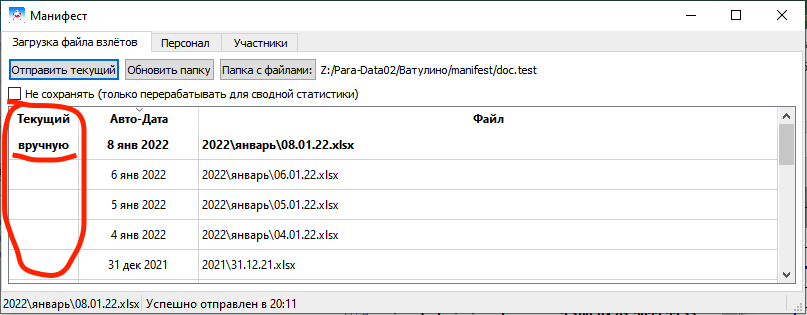 Манифест
Загрузка файла взлётов Персонал Участники
Отправить текущий Обновить папку Папка с файлами: Z:/Para-Data02/Ватулино/manifest/doc.test
Не сохранять (только перерабатывать для сводной статистики)
Текущий Авто-Дата Файл
вручную 8 янв 2022 2022\январь\08.01.22.xlsx
6 янв 2022 2022\январь\06.01.22.xlsx
5 янв 2022 2022\январь\05.01.22.xlsx
4 янв 2022 2022\январь\04.01.22.xlsx
31 дек 2021 2021\31.12.21.xlsx
2022\январь\08.01.22.xlsx Успешно отправлен в 20:11